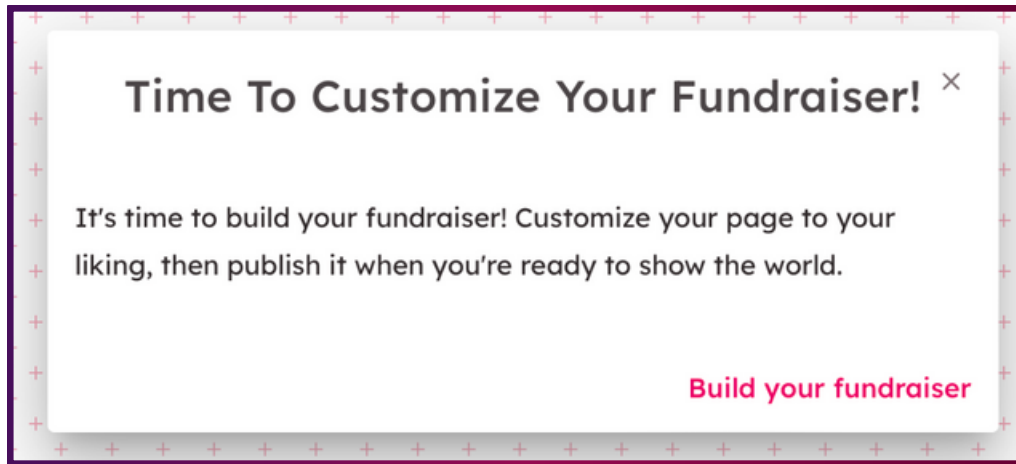 Time To Customize Your Fundraiser!
It's time to build your fundraiser! Customize your page to your
liking, then publish it when you're ready to show the world.
Build your fundraiser